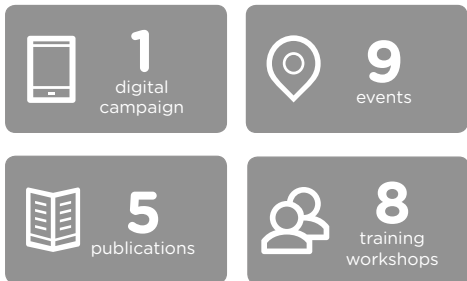 1
digital
campaign
9
events
5
publications
8
training
workshops